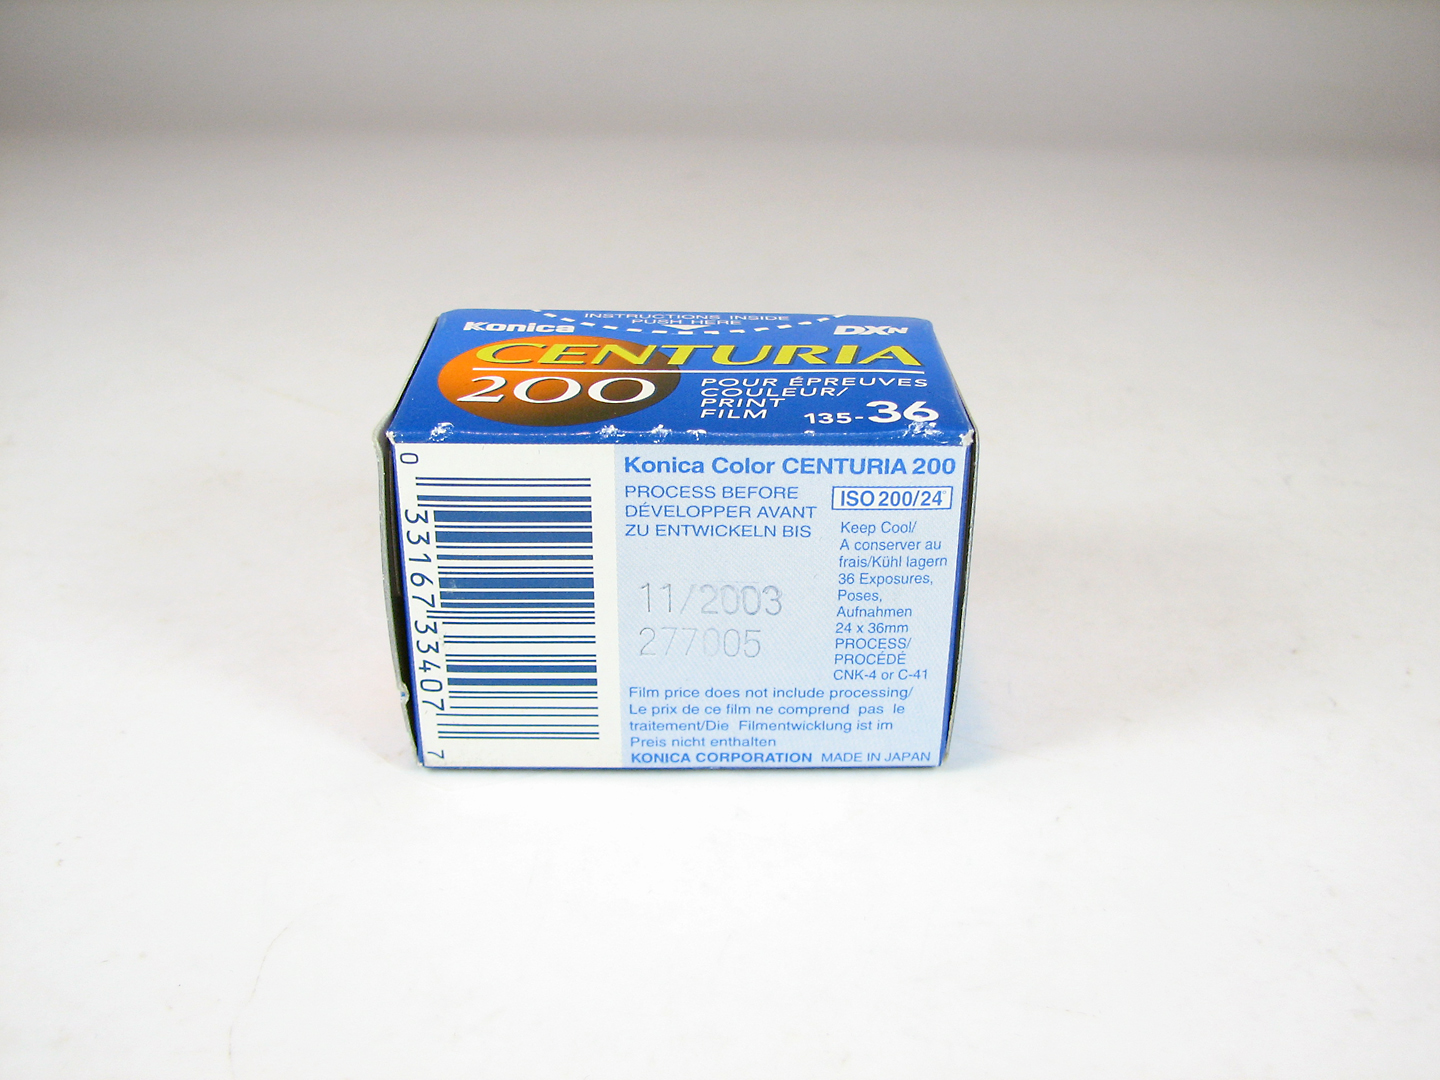 INSTRUCTIONS INSIDE
PUSH HERE
Konica
DXN
CENTURIA
200
POUR ÉPREUVES
COULEUR/
PRINT
FILM
135-36
0 33167 33407 7
Konica Color CENTURIA 200
PROCESS BEFORE
DÉVELOPPER AVANT
ZU ENTWICKELN BIS
11/2003
277005
ISO 200/24°
Keep Cool/
A conserver au
frais/Kühl lagern
36 Exposures,
Poses,
Aufnahmen
24 x 36mm
PROCESS/
PROCÉDÉ
CNK-4 or C-41
Film price does not include processing/
Le prix de ce film ne comprend pas le
traitement/Die Filmentwicklung ist im
Preis nicht enthalten
KONICA CORPORATION MADE IN JAPAN